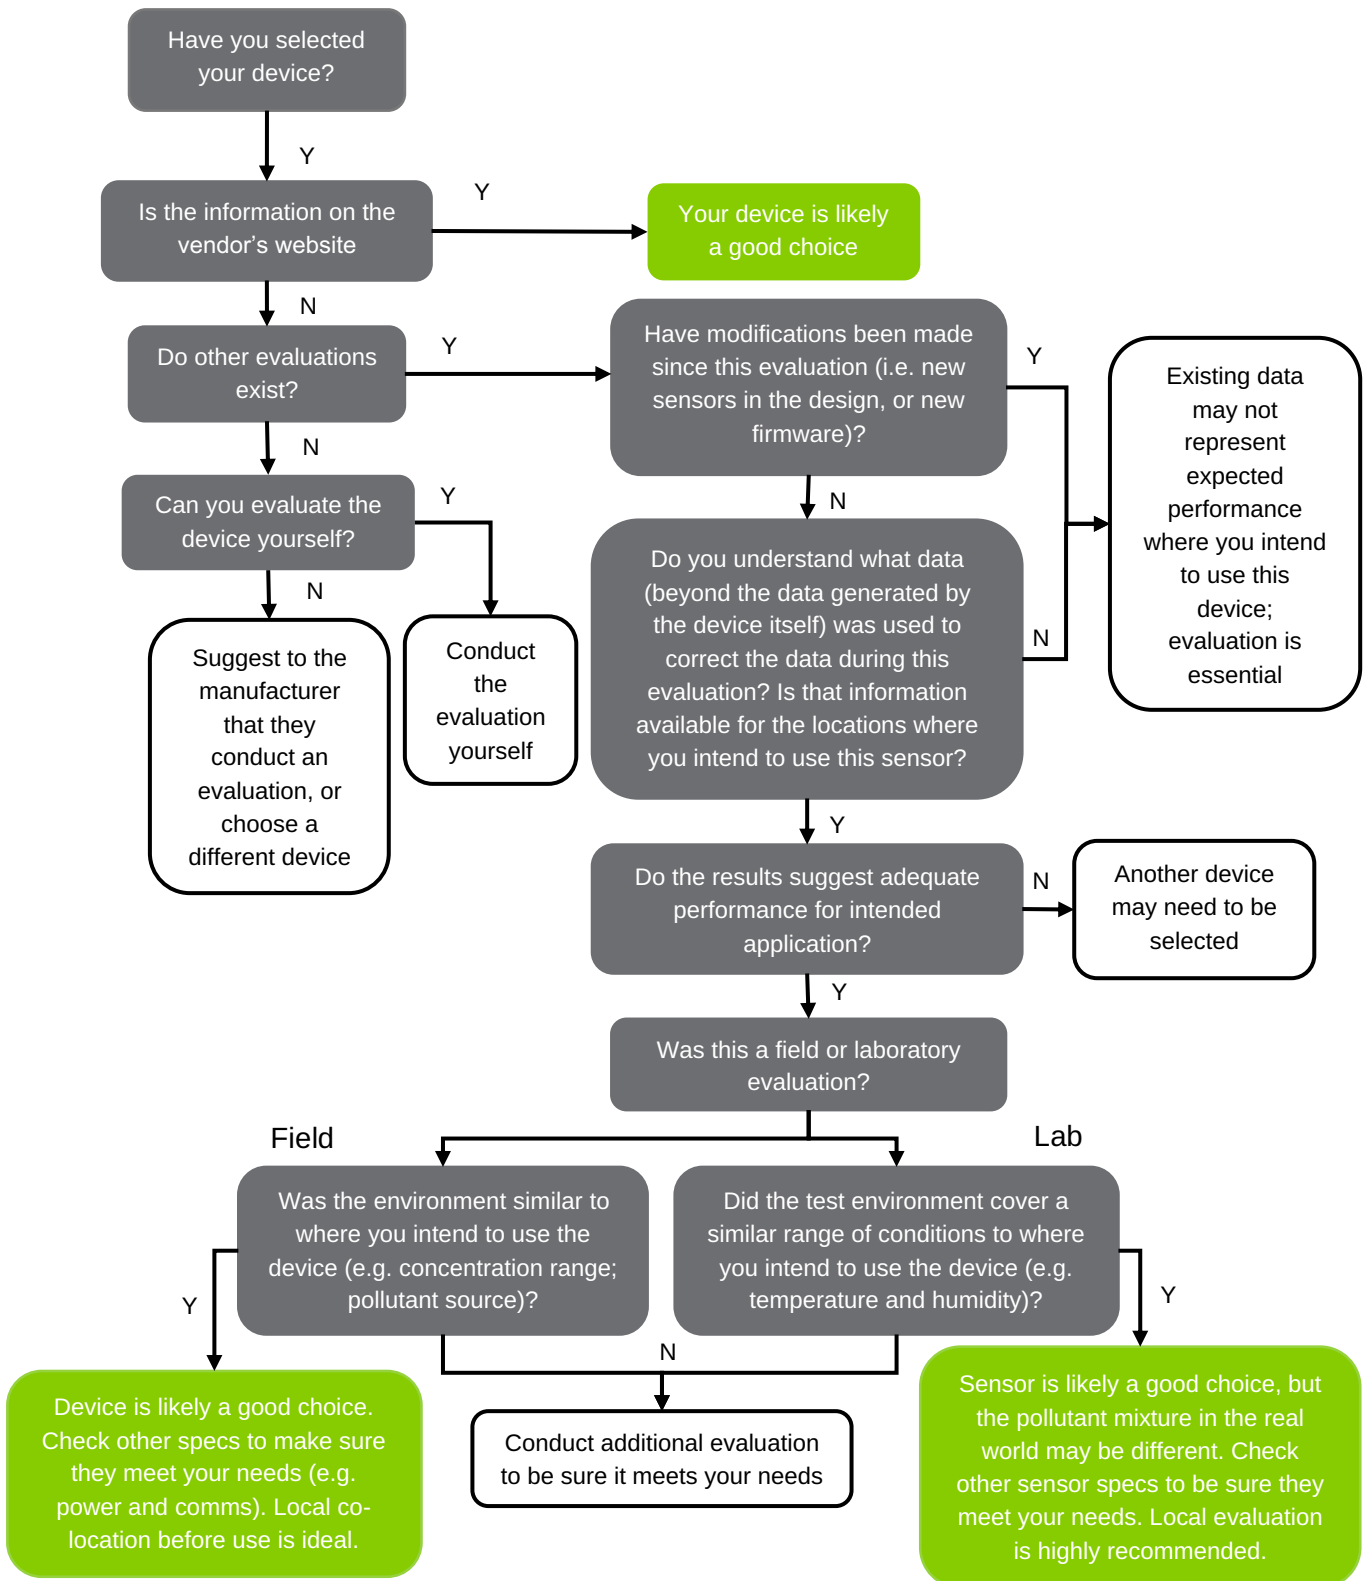 Have you selected
your device?
Y
Is the information on the
vendor’s website
Y
Your device is likely
a good choice
N
Do other evaluations
exist?
Y
Have modifications been made
since this evaluation (i.e. new
sensors in the design, or new
firmware)?
Y
Existing data
may not
represent
expected
performance
where you intend
to use this
device;
evaluation is
essential
N
Can you evaluate the
device yourself?
Y
N
Do you understand what data
(beyond the data generated by
the device itself) was used to
correct the data during this
evaluation? Is that information
available for the locations where
you intend to use this sensor?
N
N
Suggest to the
manufacturer
that they
conduct an
evaluation, or
choose a
different device
Conduct
the
evaluation
yourself
Y
Do the results suggest adequate
performance for intended
application?
N
Another device
may need to be
selected
Y
Was this a field or laboratory
evaluation?
Field
Lab
Was the environment similar to
where you intend to use the
device (e.g. concentration range;
pollutant source)?
Did the test environment cover a
similar range of conditions to where
you intend to use the device (e.g.
temperature and humidity)?
Y
N
Y
Device is likely a good choice.
Check other specs to make sure
they meet your needs (e.g.
power and comms). Local co-
location before use is ideal.
Conduct additional evaluation
to be sure it meets your needs
Sensor is likely a good choice, but
the pollutant mixture in the real
world may be different. Check
other sensor specs to be sure they
meet your needs. Local evaluation
is highly recommended.